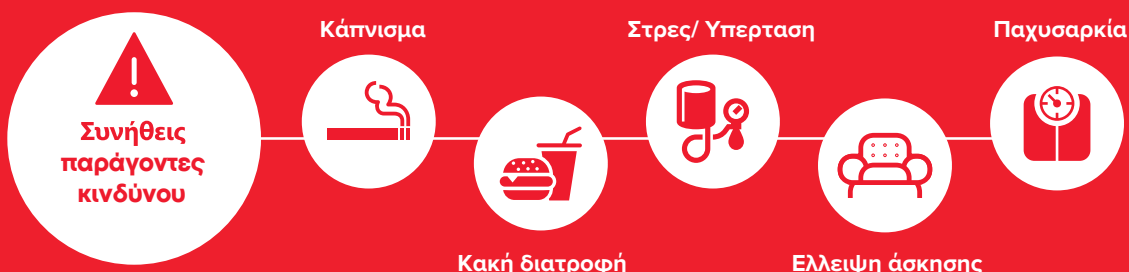 Συνήθεις
παράγοντες
κινδύνου
Κάπνισμα
Κακή διατροφή
Στρες/ Υπερταση
Ελλειψη άσκησης
Παχυσαρκία